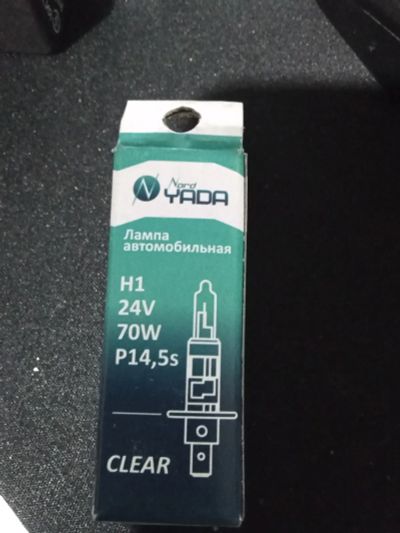 Nord
YADA
Лампа
автомобильная
H1
24V
70W
P14,5s
CLEAR